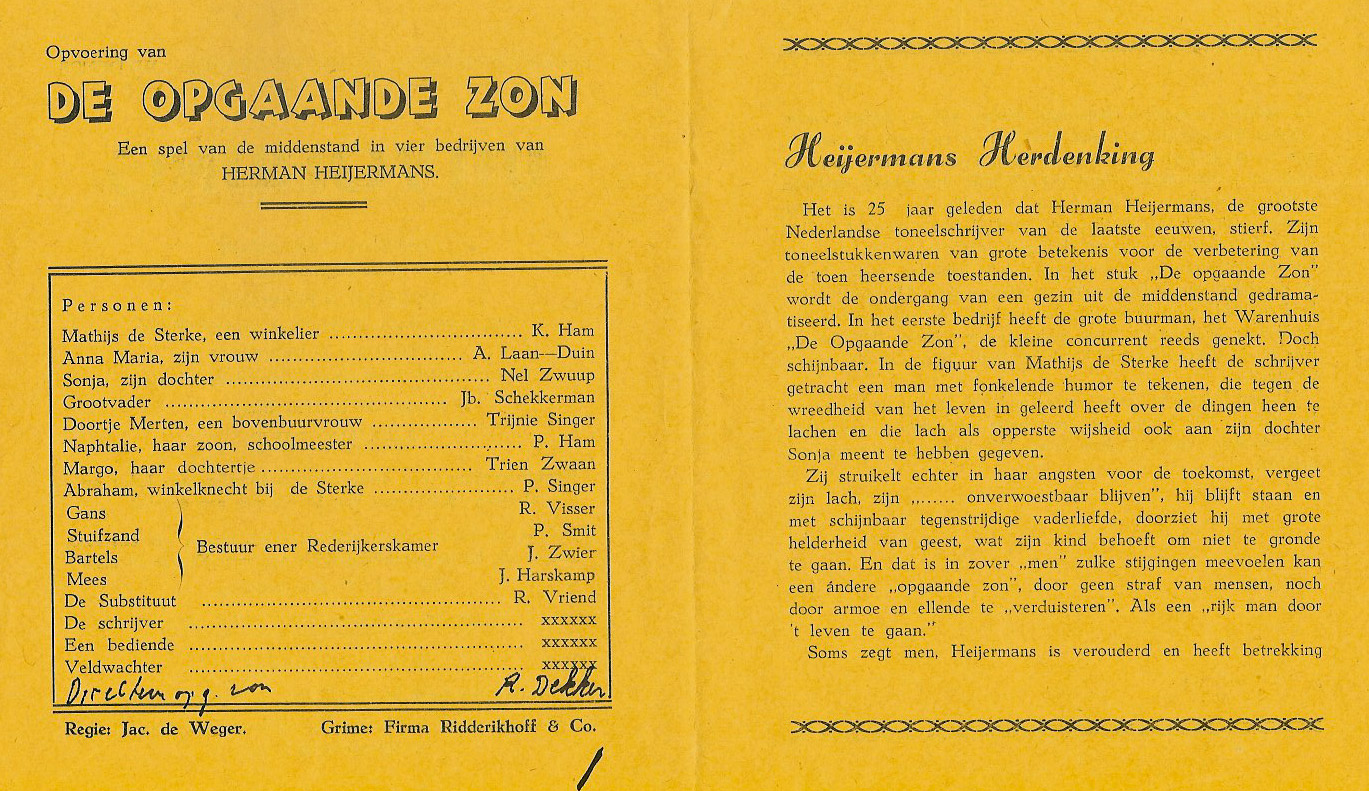 Opvoering van
DE OPGAANDE ZON
Een spel van de middenstand in vier bedrijven van
HERMAN HEIJERMANS.
Personen:
Mathijs de Sterke, een winkelier .................................... K. Ham
Anna Maria, zijn vrouw .................................... A. Laan—Duin
Sonja, zijn dochter .................................................. Nel Zwuup
Grootvader .................................................... Jb. Schekkerman
Doortje Merten, een bovenbuurvrouw ................... Trijnie Singer
Naphtalie, haar zoon, schoolmeester ............................... P. Ham
Margo, haar dochtertje ....................................... Trien Zwaan
Abraham, winkelknecht bij de Sterke ......................... P. Singer
Gans R. Visser
Stuifzand P. Smit
Bestuur ener Rederijkerskamer
Bartels J. Zwier
Mees J. Harskamp
De Substituut ....................................................... R. Vriend
De schrijver .............................................................. xxxxxx
Een bediende .............................................................. xxxxxx
Veldwachter .............................................................. xxxxxx
Directeur opg. zon A. Dekker
Regie: Jac. de Weger. Grime: Firma Ridderikhoff & Co.
Heijermans Herdenking
Het is 25 jaar geleden dat Herman Heijermans, de grootste
Nederlandse toneelschrijver van de laatste eeuwen, stierf. Zijn
toneelstukkenwaren van grote betekenis voor de verbetering van
de toen heersende toestanden. In het stuk „De opgaande Zon”
wordt de ondergang van een gezin uit de middenstand gedrama-
tiseerd. In het eerste bedrijf heeft de grote buurman, het Warenhuis
„De Opgaande Zon”, de kleine concurrent reeds genekt. Doch
schijnbaar. In de figuur van Mathijs de Sterke heeft de schrijver
getracht een man met fonkelende humor te tekenen, die tegen de
wreedheid van het leven in geleerd heeft over de dingen heen te
lachen en die lach als opperste wijsheid ook aan zijn dochter
Sonja meent te hebben gegeven.
Zij struikelt echter in haar angsten voor de toekomst, vergeet
zijn lach, zijn „....... onverwoestbaar blijven”, hij blijft staan en
met schijnbaar tegenstrijdige vaderliefde, doorziet hij met grote
helderheid van geest, wat zijn kind behoeft om niet te gronde
te gaan. En dat is in zover „men” zulke stijgingen meevoelen kan
een ándere „opgaande zon”, door geen straf van mensen, noch
door armoe en ellende te „verduisteren”. Als een „rijk man door
't leven te gaan.”
Soms zegt men, Heijermans is verouderd en heeft betrekking